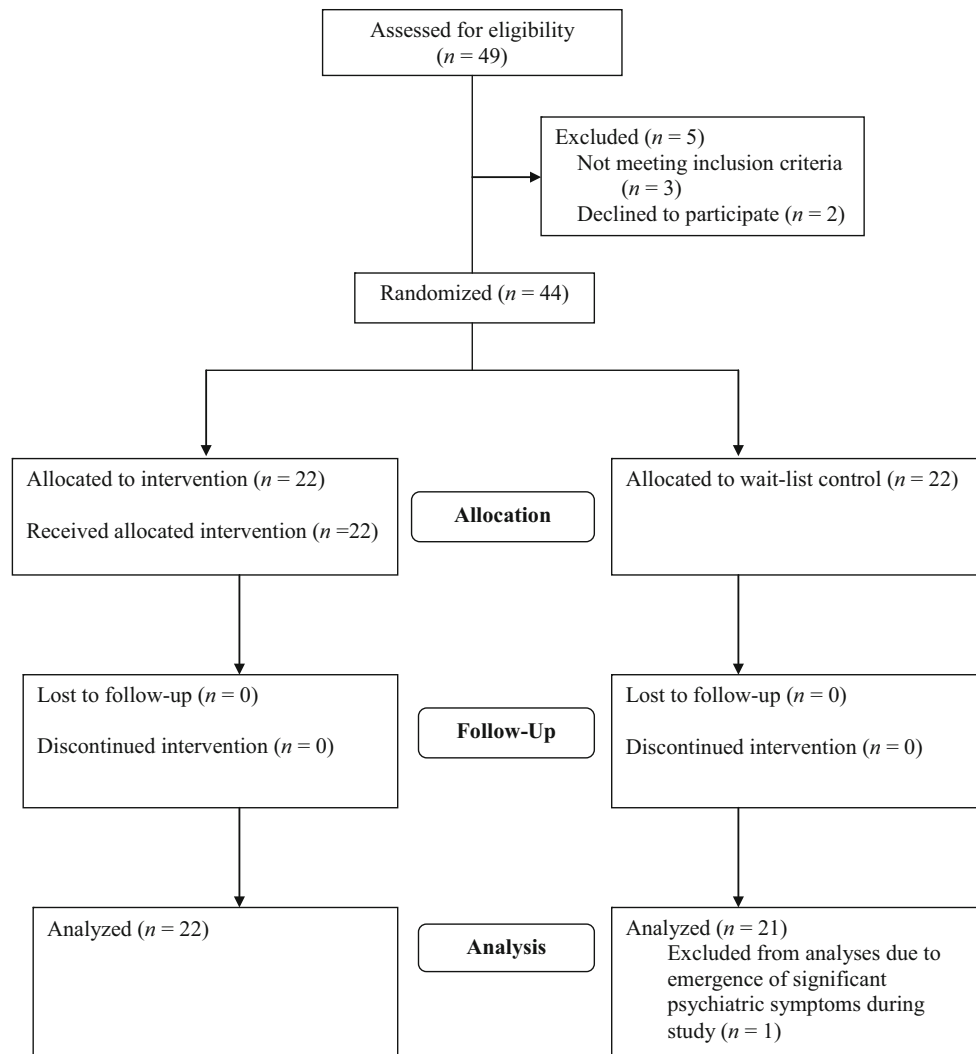 Assessed for eligibility
(n = 49)
Excluded (n = 5)
Not meeting inclusion criteria
(n = 3)
Declined to participate (n = 2)
Randomized (n = 44)
Allocated to intervention (n = 22)
Received allocated intervention (n =22)
Allocation
Allocated to wait-list control (n = 22)
Lost to follow-up (n = 0)
Discontinued intervention (n = 0)
Follow-Up
Lost to follow-up (n = 0)
Discontinued intervention (n = 0)
Analyzed (n = 22)
Analysis
Analyzed (n = 21)
Excluded from analyses due to
emergence of significant
psychiatric symptoms during
study (n = 1)